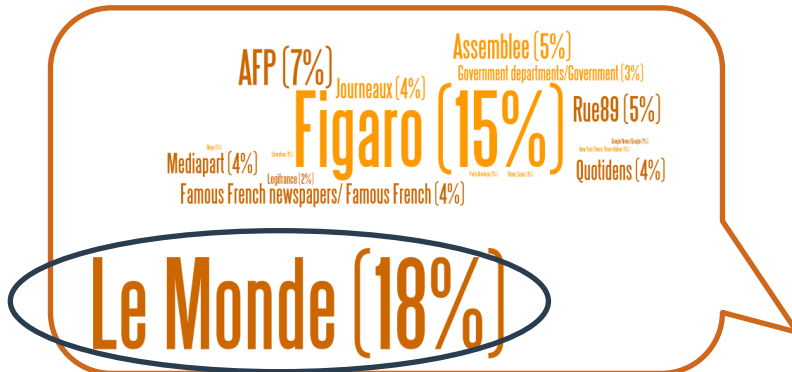 Assemblee (5%)
AFP (7%)
Government departments/Government (3%)
Journeaux (4%)
Figaro (15%)
Rue89 (5%)
Mediapart (4%)
Quotidens (4%)
Legifrance (2%)
Famous French newspapers/ Famous French (4%)
Le Monde (18%)